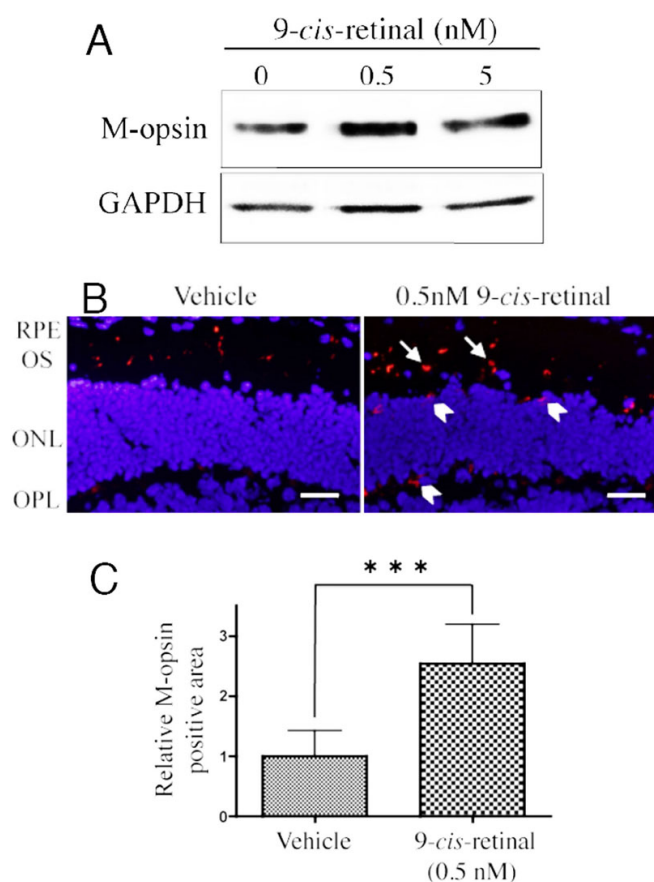 A
9-cis-retinal (nM)
0 0.5 5
M-opsin
GAPDH
B
Vehicle 0.5nM 9-cis-retinal
RPE
OS
ONL
OPL
C
***
Relative M-opsin
positive area
3
2
1
0
Vehicle 9-cis-retinal
(0.5 nM)